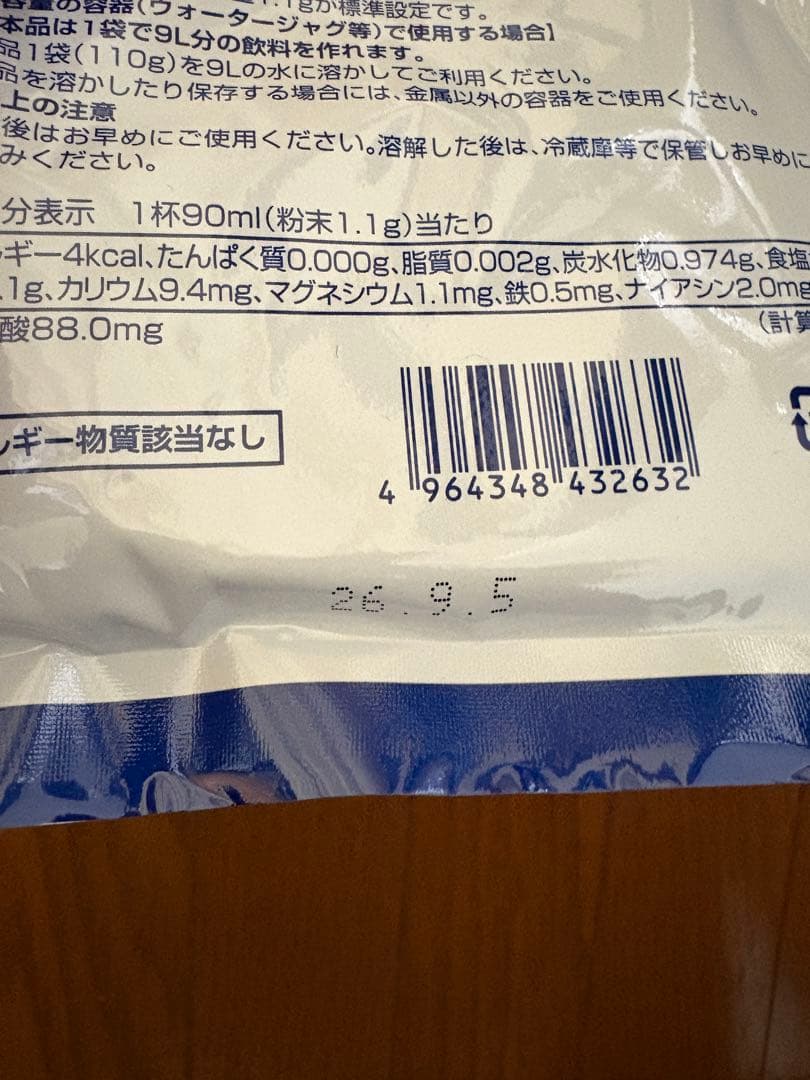 容量の容器(ウォータージャグ等)で使用する場合】
1.1gが標準設定です。
本品は1袋で9L分の飲料を作れます。
品1袋(110g)を9Lの水に溶かしてご利用ください。
品を溶かしたり保存する場合には、金属以外の容器をご使用ください。
上の注意
後はお早めにご使用ください。溶解した後は、冷蔵庫等で保管しお早めに
みください。
分表示 1杯90ml(粉末1.1g)当たり
ルギー4kcal、たんぱく質0.000g、脂質0.002g、炭水化物0.974g、食塩
.1g、カリウム9.4mg、マグネシウム1.1mg、鉄0.5mg、ナイアシン2.0mg
酸88.0mg
(計算
ルギー物質該当なし
4 964348 432632
26.9.5